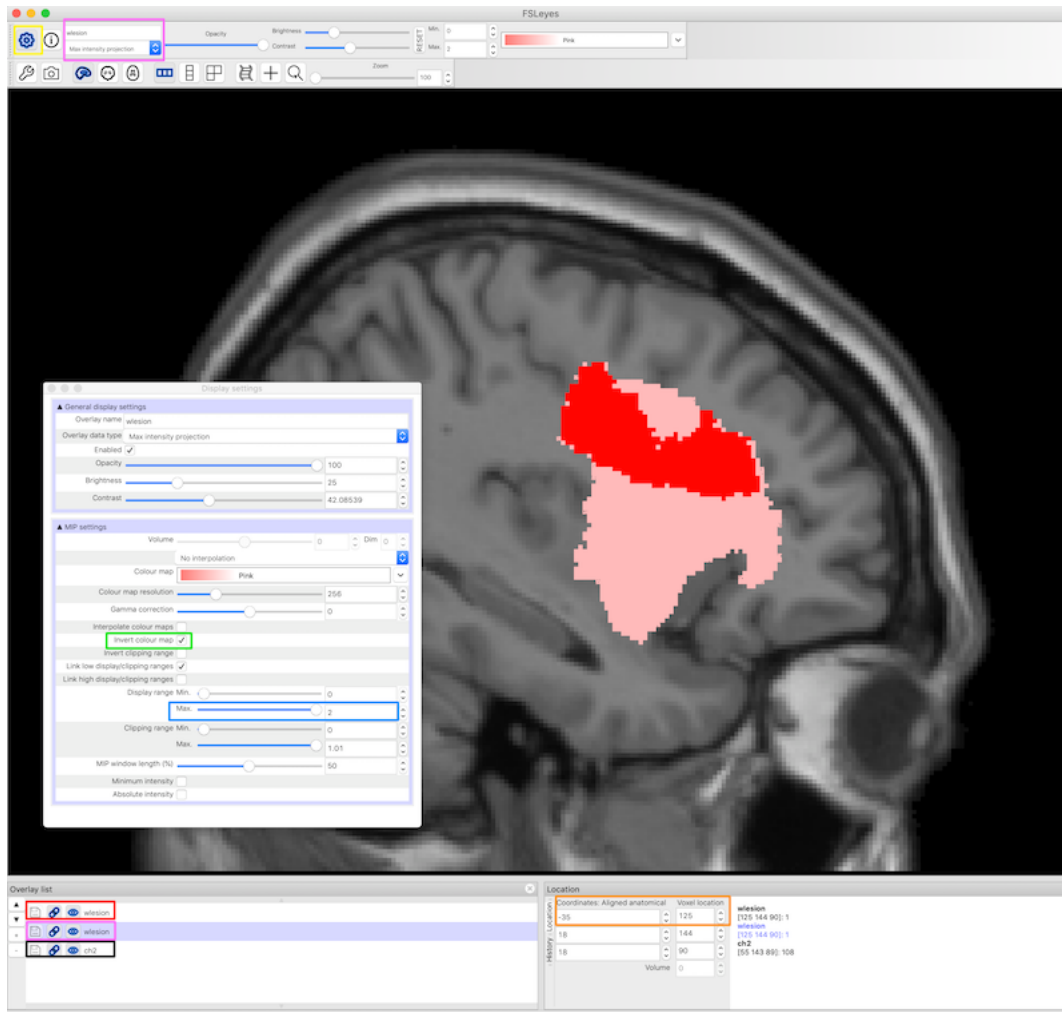 FSLeyes
wlesion
Max intensity projection
Opacity
Brightness
Contrast
RESET
Min. 0
Max. 2
Pink
Zoom
100
Display settings
▲ General display settings
Overlay name wlesion
Overlay data type Max intensity projection
Enabled
Opacity 100
Brightness 25
Contrast 42.08539
▲ MIP settings
Volume 0 Dim 0
No interpolation
Colour map Pink
Colour map resolution 256
Gamma correction 0
Interpolate colour maps
Invert colour map
Invert clipping range
Link low display/clipping ranges
Link high display/clipping ranges
Display range Min. 0
Max. 2
Clipping range Min. 0
Max. 1.01
MIP window length (%) 50
Minimum intensity
Absolute intensity
Overlay list
wlesion
wlesion
ch2
Location
History Location
Coordinates: Aligned anatomical Voxel location
-35 125
18 144
18 90
Volume 0
wlesion
[125 144 90]: 1
wlesion
[125 144 90]: 1
ch2
[55 143 89]: 108